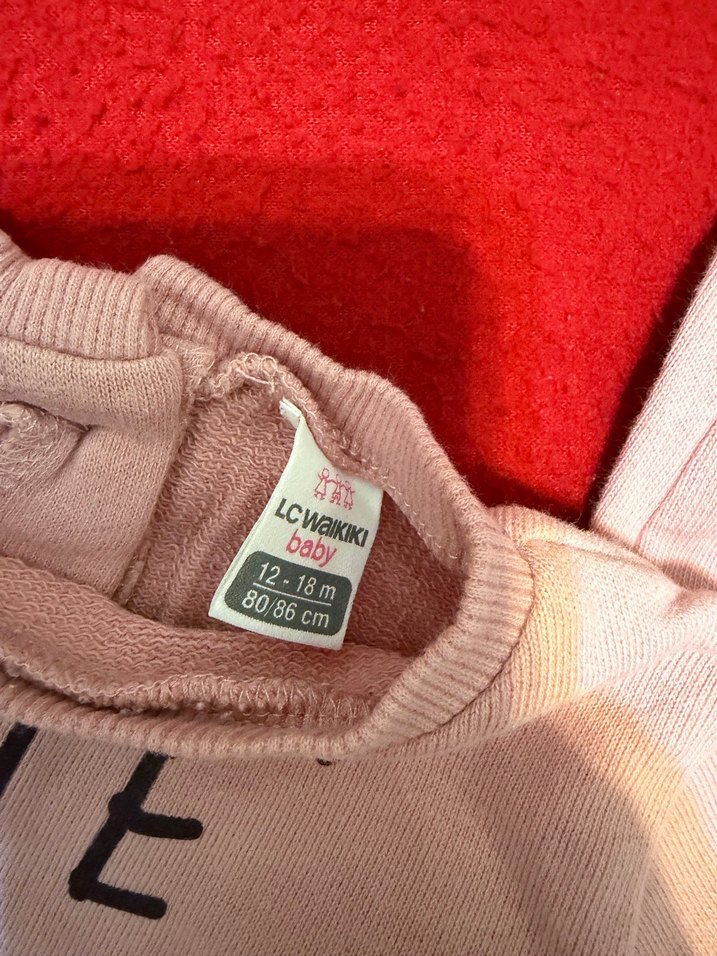 LC WAIKIKI
baby
12 - 18 m
80/86 cm
E